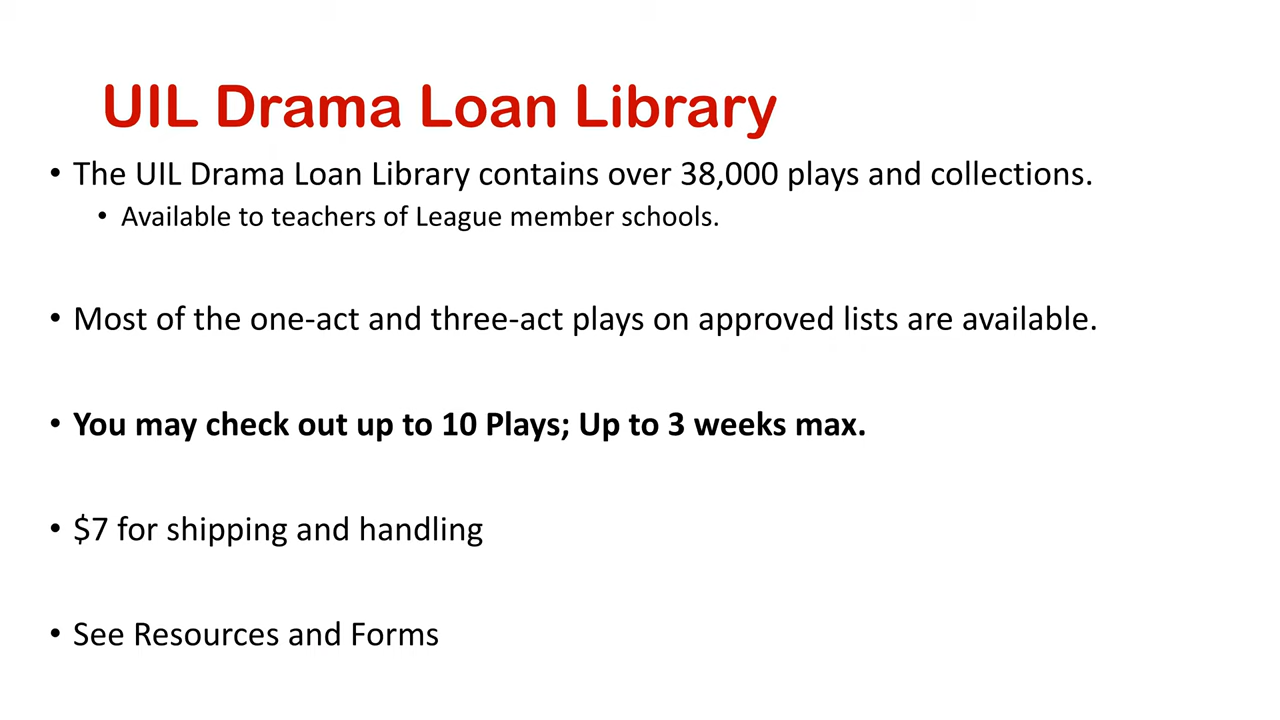 UIL Drama Loan Library
• The UIL Drama Loan Library contains over 38,000 plays and collections.
• Available to teachers of League member schools.
• Most of the one-act and three-act plays on approved lists are available.
• You may check out up to 10 Plays; Up to 3 weeks max.
• $7 for shipping and handling
• See Resources and Forms